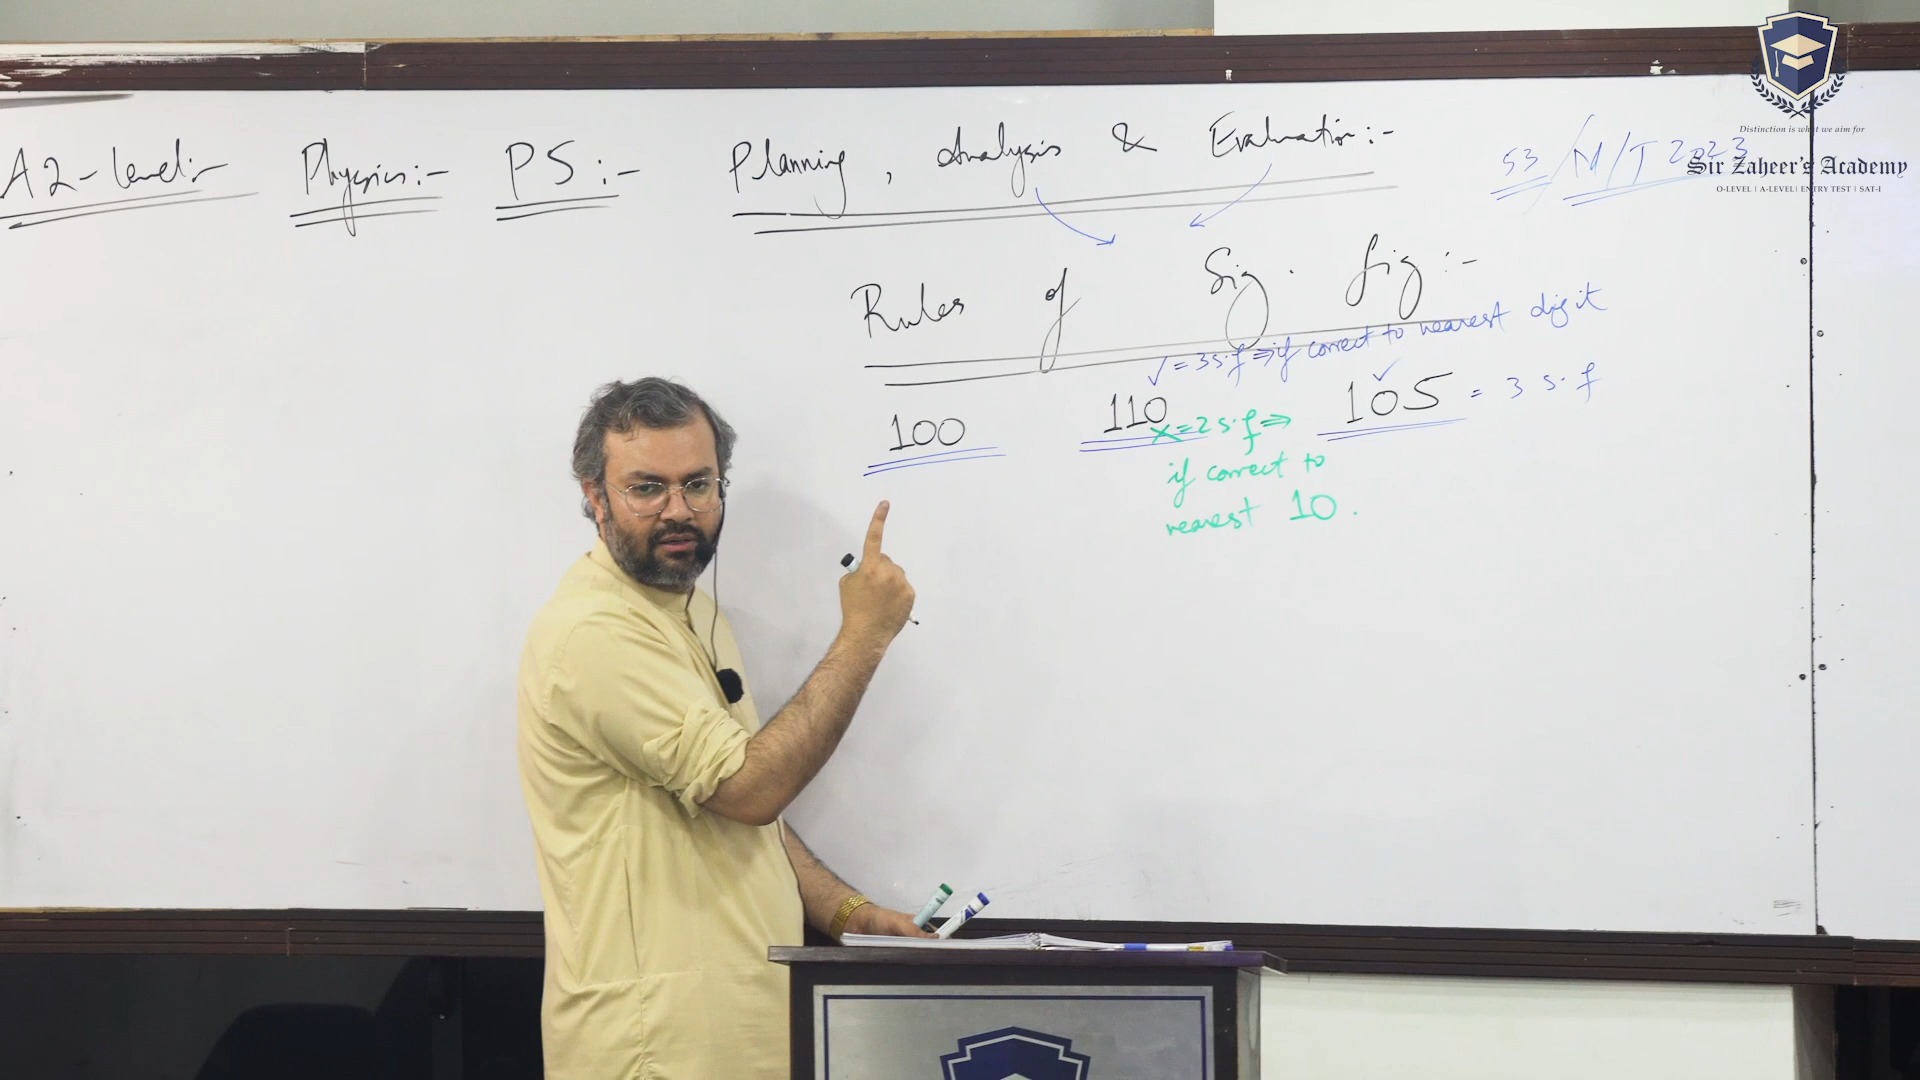 A2-level:- Physics:- P5:- Planning, Analysis & Evaluation:- 53/M/J 2023
Distinction is what we aim for
Sir Zaheer's Academy
O-LEVEL | A-LEVEL | ENTRY TEST | SAT-I
Rules of Sig. fig:-
✓ = 3 s.f ⇒ if correct to nearest digit
100 110 105 = 3 s.f
✓
× = 2 s.f ⇒
if correct to
nearest 10.